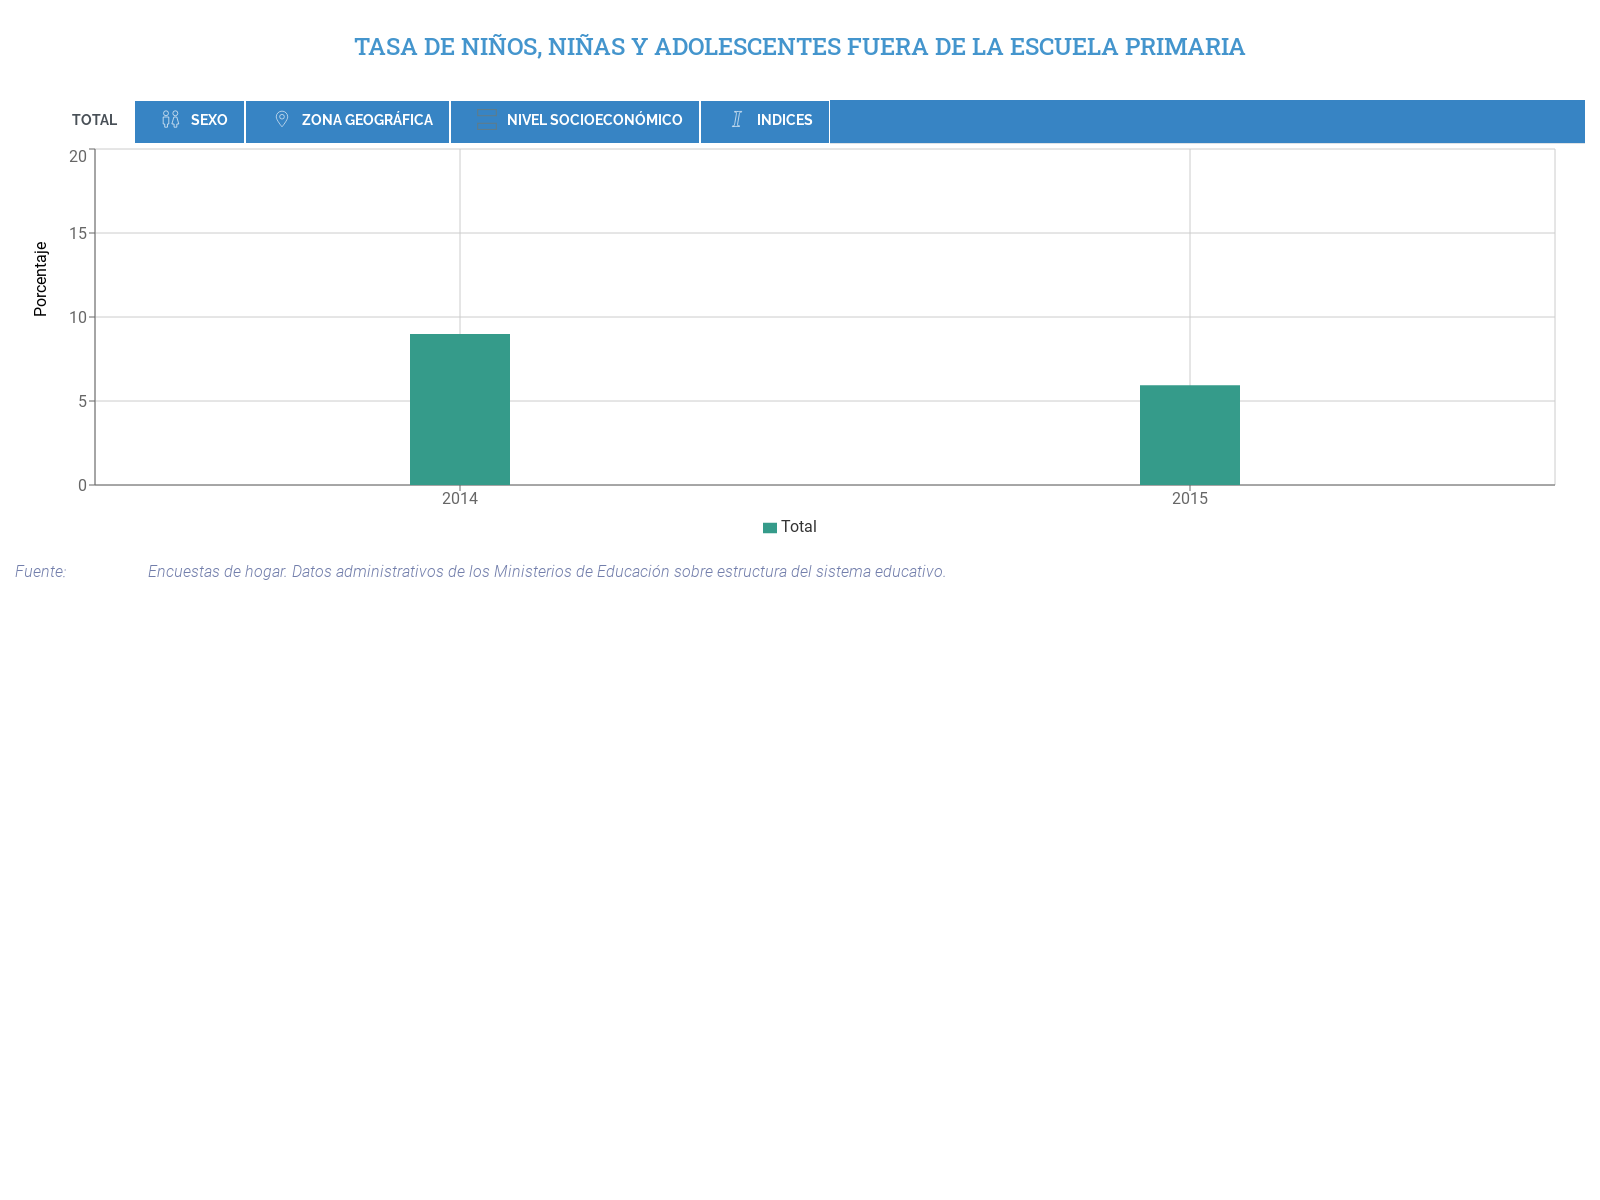 TASA DE NIÑOS, NIÑAS Y ADOLESCENTES FUERA DE LA ESCUELA PRIMARIA
TOTAL SEXO ZONA GEOGRÁFICA NIVEL SOCIOECONÓMICO INDICES
20
15
Porcentaje
10
5
0
2014 2015
Total
Fuente: Encuestas de hogar. Datos administrativos de los Ministerios de Educación sobre estructura del sistema educativo.